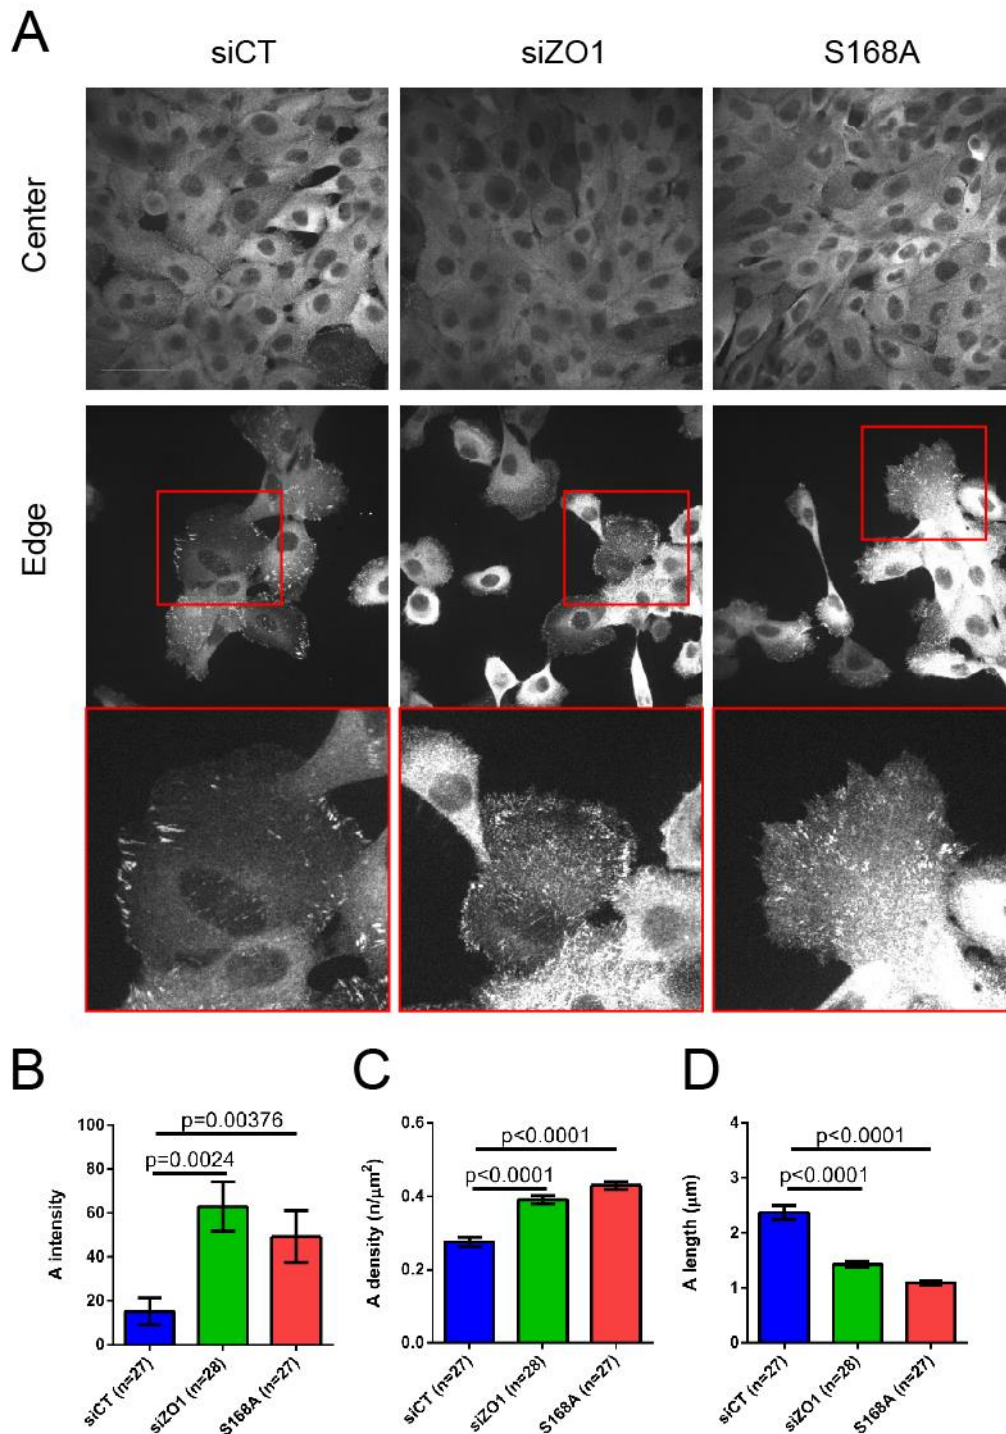 A
siCT siZO1 S168A
Center
Edge
B
A intensity
100
80
60
40
20
0
p=0.00376
p=0.0024
siCT (n=27)
siZO1 (n=28)
S168A (n=27)
C
A density (n/μm²)
0.6
0.4
0.2
0.0
p<0.0001
p<0.0001
siCT (n=27)
siZO1 (n=28)
S168A (n=27)
D
A length (μm)
4
3
2
1
0
p<0.0001
p<0.0001
siCT (n=27)
siZO1 (n=28)
S168A (n=27)